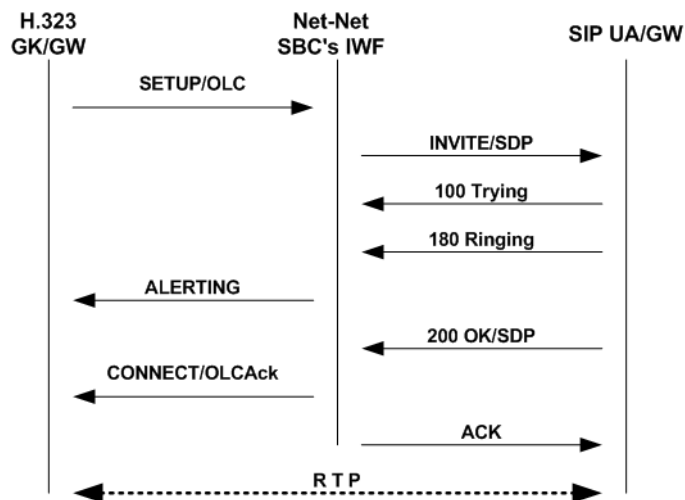 H.323
GK/GW
Net-Net
SBC's IWF
SIP UA/GW
SETUP/OLC
INVITE/SDP
100 Trying
180 Ringing
ALERTING
200 OK/SDP
CONNECT/OLCAck
ACK
R T P